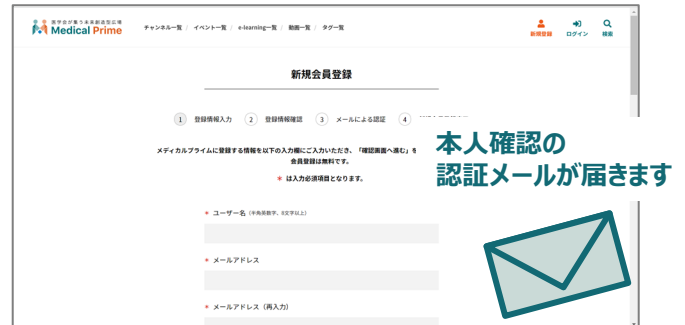 医学会が集う未来創造型広場
Medical Prime
チャンネル一覧 / イベント一覧 / e-learning一覧 / 動画一覧 / タグ一覧
新規登録 ログイン 検索
新規会員登録
1 登録情報入力 2 登録情報確認 3 メールによる認証 4
メディカルプライムに登録する情報を以下の入力欄にご入力いただき、「確認画面へ進む」を
会員登録は無料です。
* は入力必須項目となります。
本人確認の
認証メールが届きます
* ユーザー名(半角英数字、8文字以上)
* メールアドレス
* メールアドレス(再入力)